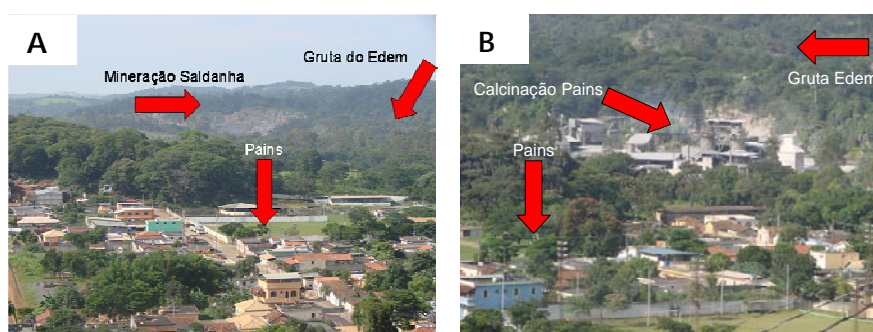 A
Mineração Saldanha
Gruta do Edem
Pains
B
Calcinação Pains
Gruta Edem
Pains